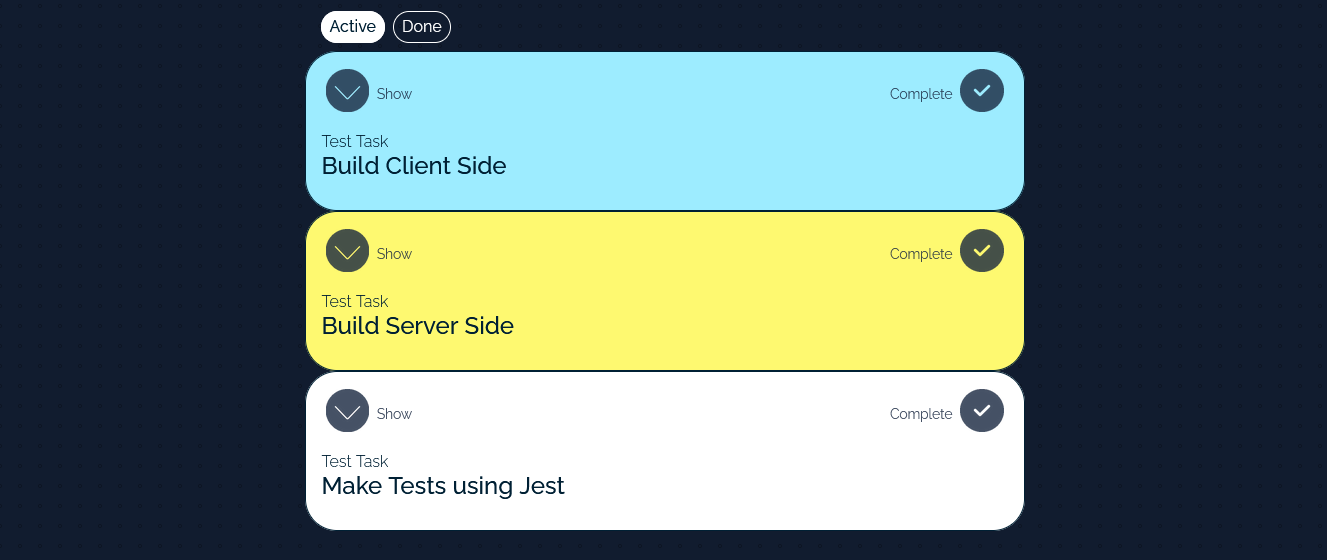 Active Done
Show Complete
Test Task
Build Client Side
Show Complete
Test Task
Build Server Side
Show Complete
Test Task
Make Tests using Jest